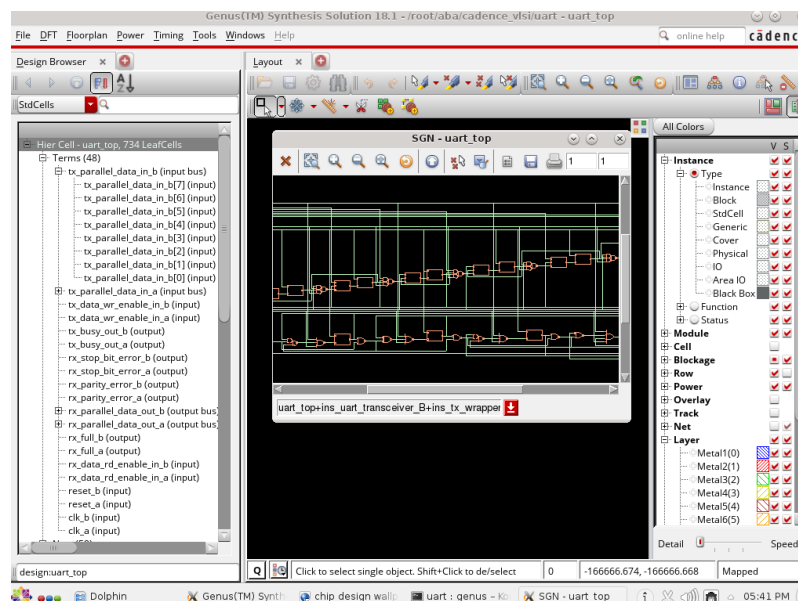 Genus(TM) Synthesis Solution 18.1 - /root/aba/cadence_vlsi/uart - uart_top
File DFT Floorplan Power Timing Tools Windows Help
online help
cādenc
Design Browser x
Layout x
StdCells
Hier Cell - uart_top, 734 LeafCells
Terms (48)
tx_parallel_data_in_b (input bus)
tx_parallel_data_in_b[7] (input)
tx_parallel_data_in_b[6] (input)
tx_parallel_data_in_b[5] (input)
tx_parallel_data_in_b[4] (input)
tx_parallel_data_in_b[3] (input)
tx_parallel_data_in_b[2] (input)
tx_parallel_data_in_b[1] (input)
tx_parallel_data_in_b[0] (input)
tx_parallel_data_in_a (input bus)
tx_data_wr_enable_in_b (input)
tx_data_wr_enable_in_a (input)
tx_busy_out_b (output)
tx_busy_out_a (output)
rx_stop_bit_error_b (output)
rx_stop_bit_error_a (output)
rx_parity_error_b (output)
rx_parity_error_a (output)
rx_parallel_data_out_b (output bus)
rx_parallel_data_out_a (output bus)
rx_full_b (output)
rx_full_a (output)
rx_data_rd_enable_in_b (input)
rx_data_rd_enable_in_a (input)
reset_b (input)
reset_a (input)
clk_b (input)
clk_a (input)
design:uart_top
SGN - uart_top
1 1
uart_top+ins_uart_transceiver_B+ins_tx_wrapper
All Colors
V S
Instance
Type
Instance
Block
StdCell
Generic
Cover
Physical
IO
Area IO
Black Box
Function
Status
Module
Cell
Blockage
Row
Power
Overlay
Track
Net
Layer
Metal1(0)
Metal2(1)
Metal3(2)
Metal4(3)
Metal5(4)
Metal6(5)
Detail Speed
Q Click to select single object. Shift+Click to de/select 0 -166666.674, -166666.668 Mapped
Dolphin Genus(TM) Synth chip design wallp uart : genus – Ko SGN - uart_top 05:41 PM